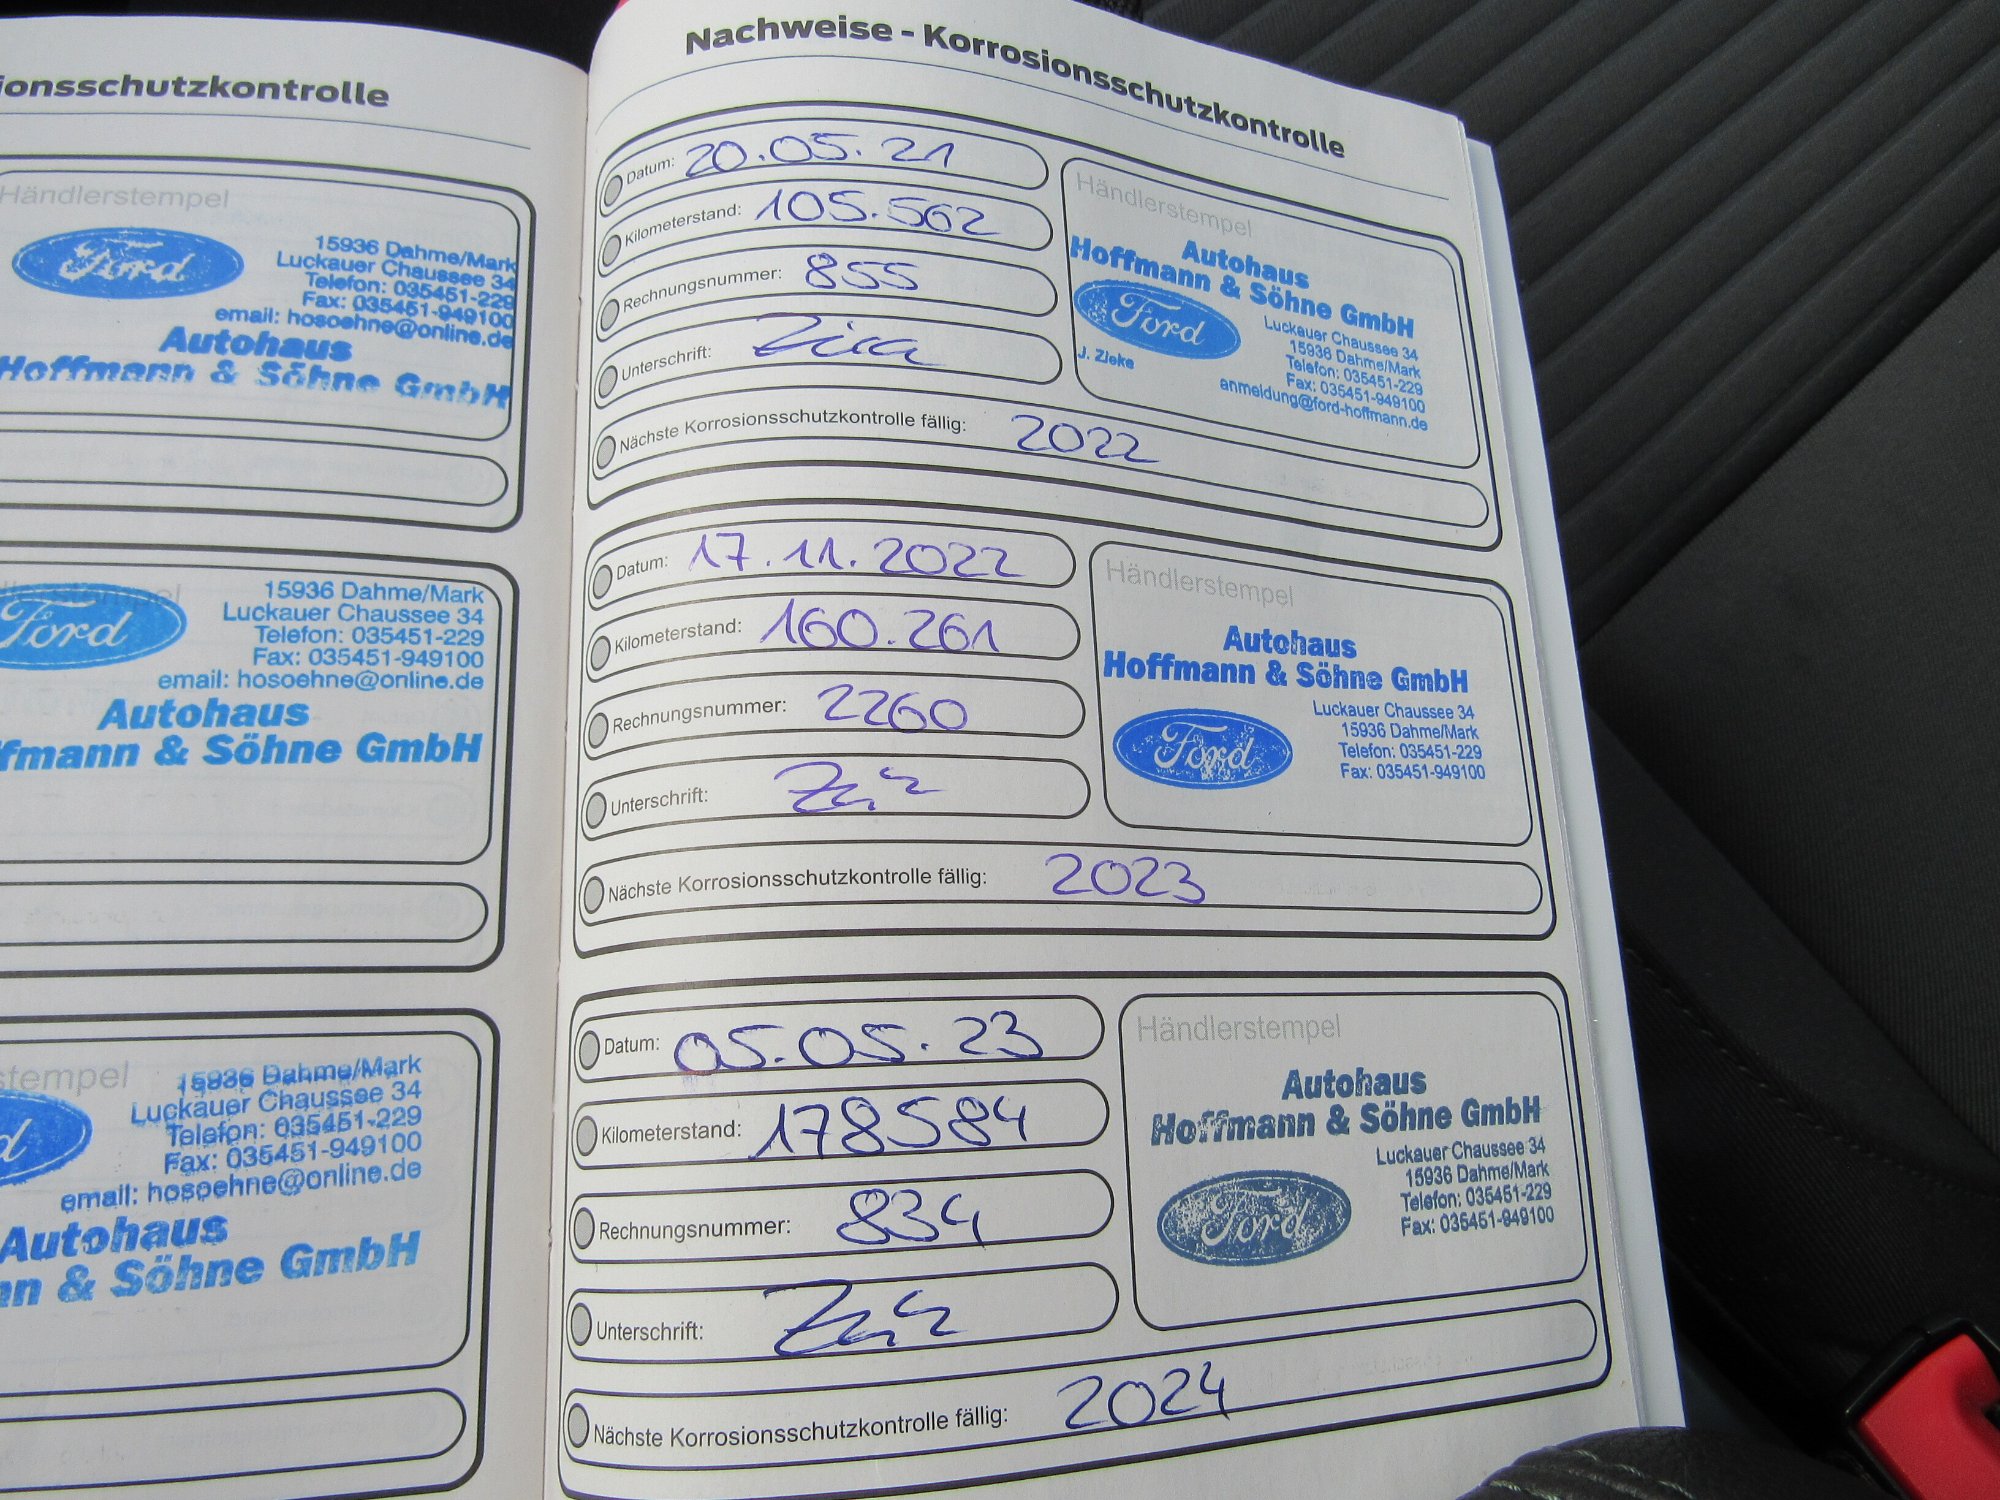 ionsschutzkontrolle
Händlerstempel
Ford
15936 Dahme/Mark
Luckauer Chaussee 34
Telefon: 035451-229
Fax: 035451-949100
email: hosoehne@online.de
Autohaus
Hoffmann & Söhne GmbH
Ford
15936 Dahme/Mark
Luckauer Chaussee 34
Telefon: 035451-229
Fax: 035451-949100
email: hosoehne@online.de
Autohaus
ffmann & Söhne GmbH
stempel
15936 Dahme/Mark
Luckauer Chaussee 34
Telefon: 035451-229
Fax: 035451-949100
email: hosoehne@online.de
Autohaus
nn & Söhne GmbH
Nachweise - Korrosionsschutzkontrolle
Datum: 20.05.21
Kilometerstand: 105.562
Rechnungsnummer: 855
Unterschrift:
Nächste Korrosionsschutzkontrolle fällig: 2022
Händlerstempel
Autohaus
Hoffmann & Söhne GmbH
Ford
Luckauer Chaussee 34
15936 Dahme/Mark
Telefon: 035451-229
Fax: 035451-949100
J. Zieke
anmeldung@ford-hoffmann.de
Datum: 17.11.2022
Kilometerstand: 160.261
Rechnungsnummer: 2260
Unterschrift:
Nächste Korrosionsschutzkontrolle fällig: 2023
Händlerstempel
Autohaus
Hoffmann & Söhne GmbH
Ford
Luckauer Chaussee 34
15936 Dahme/Mark
Telefon: 035451-229
Fax: 035451-949100
Datum: 05.05.23
Kilometerstand: 178584
Rechnungsnummer: 834
Unterschrift:
Nächste Korrosionsschutzkontrolle fällig: 2024
Händlerstempel
Autohaus
Hoffmann & Söhne GmbH
Ford
Luckauer Chaussee 34
15936 Dahme/Mark
Telefon: 035451-229
Fax: 035451-949100